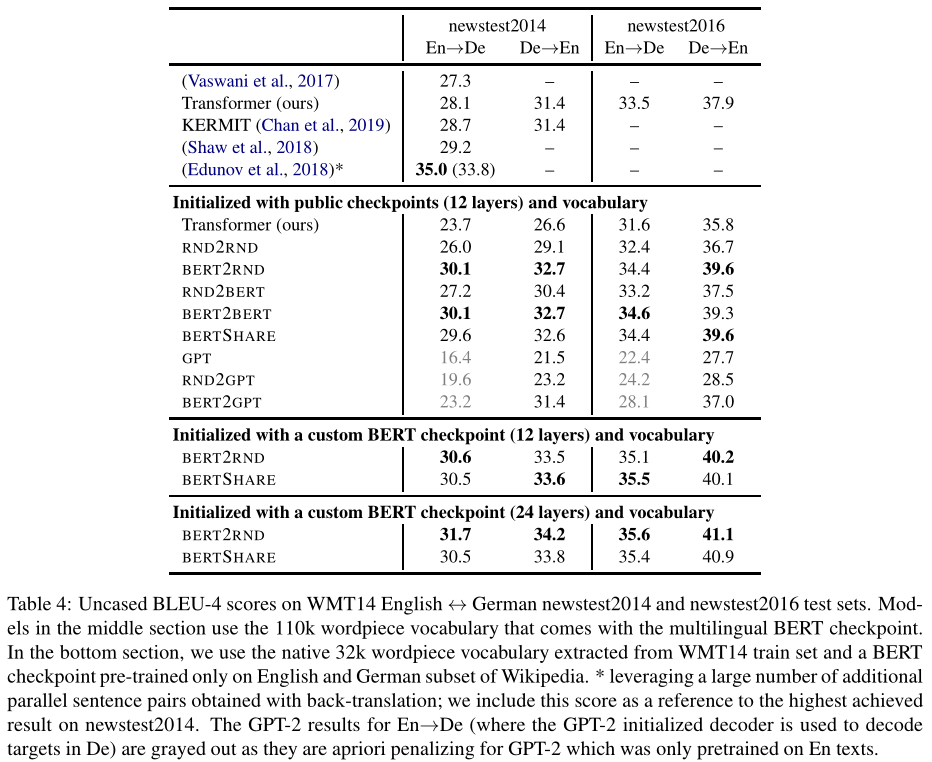 newstest2014 newstest2016
En→De De→En En→De De→En
(Vaswani et al., 2017) 27.3 – – –
Transformer (ours) 28.1 31.4 33.5 37.9
KERMIT (Chan et al., 2019) 28.7 31.4 – –
(Shaw et al., 2018) 29.2 – – –
(Edunov et al., 2018)* 35.0 (33.8) – – –
Initialized with public checkpoints (12 layers) and vocabulary
Transformer (ours) 23.7 26.6 31.6 35.8
RND2RND 26.0 29.1 32.4 36.7
BERT2RND 30.1 32.7 34.4 39.6
RND2BERT 27.2 30.4 33.2 37.5
BERT2BERT 30.1 32.7 34.6 39.3
BERTSHARE 29.6 32.6 34.4 39.6
GPT 16.4 21.5 22.4 27.7
RND2GPT 19.6 23.2 24.2 28.5
BERT2GPT 23.2 31.4 28.1 37.0
Initialized with a custom BERT checkpoint (12 layers) and vocabulary
BERT2RND 30.6 33.5 35.1 40.2
BERTSHARE 30.5 33.6 35.5 40.1
Initialized with a custom BERT checkpoint (24 layers) and vocabulary
BERT2RND 31.7 34.2 35.6 41.1
BERTSHARE 30.5 33.8 35.4 40.9
Table 4: Uncased BLEU-4 scores on WMT14 English ↔ German newstest2014 and newstest2016 test sets. Mod-
els in the middle section use the 110k wordpiece vocabulary that comes with the multilingual BERT checkpoint.
In the bottom section, we use the native 32k wordpiece vocabulary extracted from WMT14 train set and a BERT
checkpoint pre-trained only on English and German subset of Wikipedia. * leveraging a large number of additional
parallel sentence pairs obtained with back-translation; we include this score as a reference to the highest achieved
result on newstest2014. The GPT-2 results for En→De (where the GPT-2 initialized decoder is used to decode
targets in De) are grayed out as they are apriori penalizing for GPT-2 which was only pretrained on En texts.